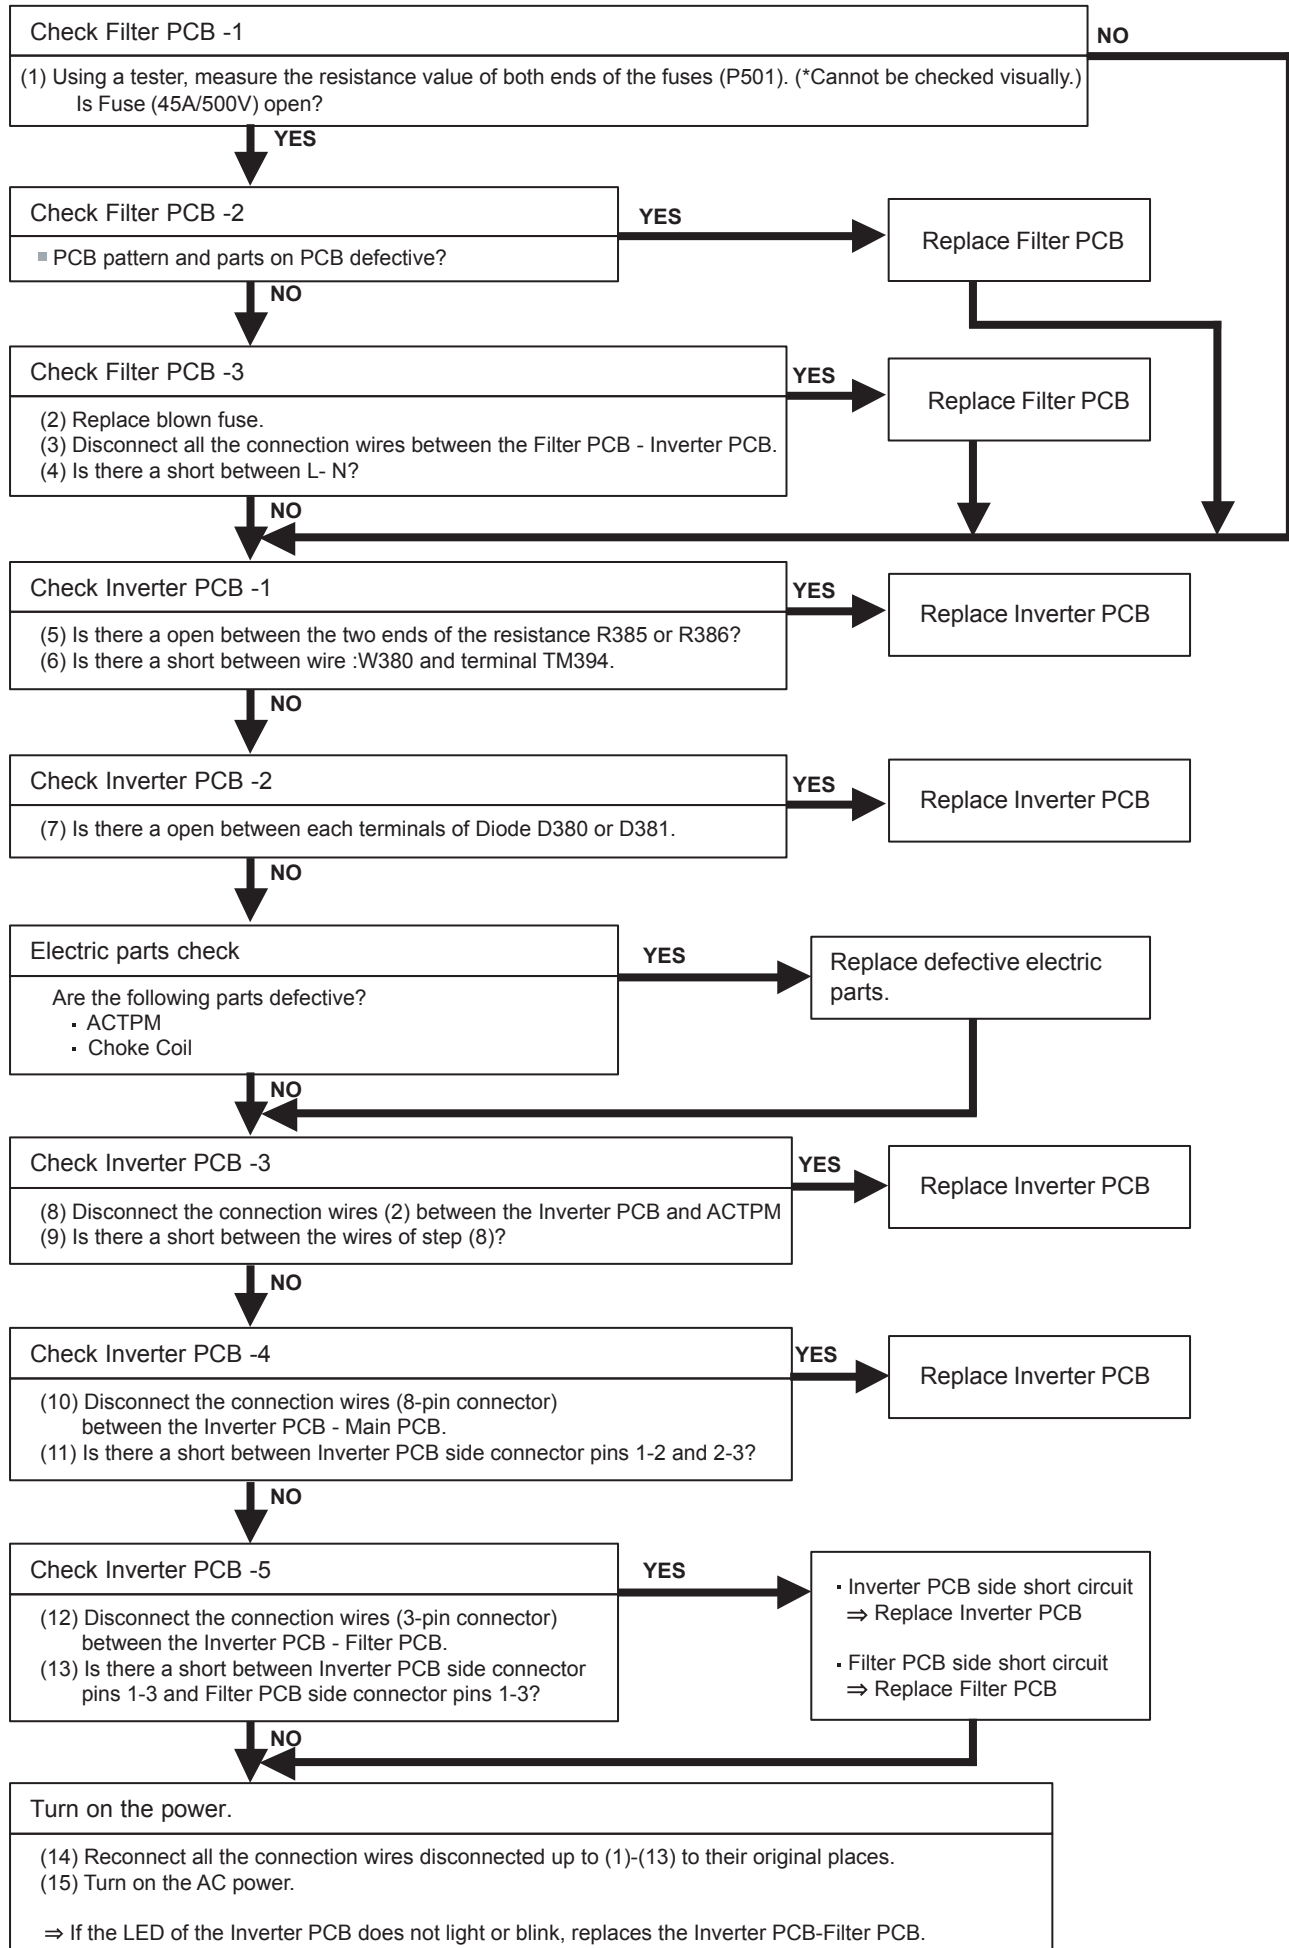 Check Filter PCB -1
NO
(1) Using a tester, measure the resistance value of both ends of the fuses (P501). (*Cannot be checked visually.)
Is Fuse (45A/500V) open?
YES
Check Filter PCB -2
YES
Replace Filter PCB
■ PCB pattern and parts on PCB defective?
NO
Check Filter PCB -3
YES
Replace Filter PCB
(2) Replace blown fuse.
(3) Disconnect all the connection wires between the Filter PCB - Inverter PCB.
(4) Is there a short between L- N?
NO
Check Inverter PCB -1
YES
Replace Inverter PCB
(5) Is there a open between the two ends of the resistance R385 or R386?
(6) Is there a short between wire :W380 and terminal TM394.
NO
Check Inverter PCB -2
YES
Replace Inverter PCB
(7) Is there a open between each terminals of Diode D380 or D381.
NO
Electric parts check
YES
Replace defective electric
parts.
Are the following parts defective?
· ACTPM
· Choke Coil
NO
Check Inverter PCB -3
YES
Replace Inverter PCB
(8) Disconnect the connection wires (2) between the Inverter PCB and ACTPM
(9) Is there a short between the wires of step (8)?
NO
Check Inverter PCB -4
YES
Replace Inverter PCB
(10) Disconnect the connection wires (8-pin connector)
between the Inverter PCB - Main PCB.
(11) Is there a short between Inverter PCB side connector pins 1-2 and 2-3?
NO
Check Inverter PCB -5
YES
· Inverter PCB side short circuit
⇒ Replace Inverter PCB
· Filter PCB side short circuit
⇒ Replace Filter PCB
(12) Disconnect the connection wires (3-pin connector)
between the Inverter PCB - Filter PCB.
(13) Is there a short between Inverter PCB side connector
pins 1-3 and Filter PCB side connector pins 1-3?
NO
Turn on the power.
(14) Reconnect all the connection wires disconnected up to (1)-(13) to their original places.
(15) Turn on the AC power.
⇒ If the LED of the Inverter PCB does not light or blink, replaces the Inverter PCB-Filter PCB.